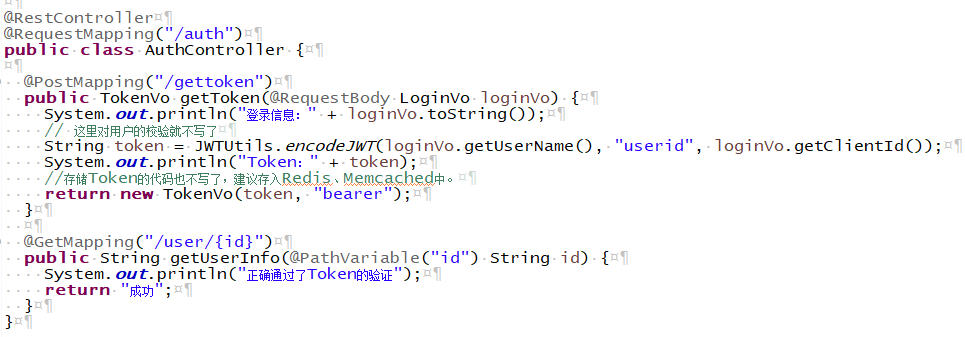 @RestController
@RequestMapping("/auth")
public class AuthController {

  @PostMapping("/gettoken")
  public TokenVo getToken(@RequestBody LoginVo loginVo) {
    System.out.println("登录信息：" + loginVo.toString());
    // 这里对用户的校验就不写了
    String token = JWTUtils.encodeJWT(loginVo.getUserName(), "userid", loginVo.getClientId());
    System.out.println("Token：" + token);
    //存储Token的代码也不写了，建议存入Redis、Memcached中。
    return new TokenVo(token, "bearer");
  }

  @GetMapping("/user/{id}")
  public String getUserInfo(@PathVariable("id") String id) {
    System.out.println("正确通过了Token的验证");
    return "成功";
  }
}